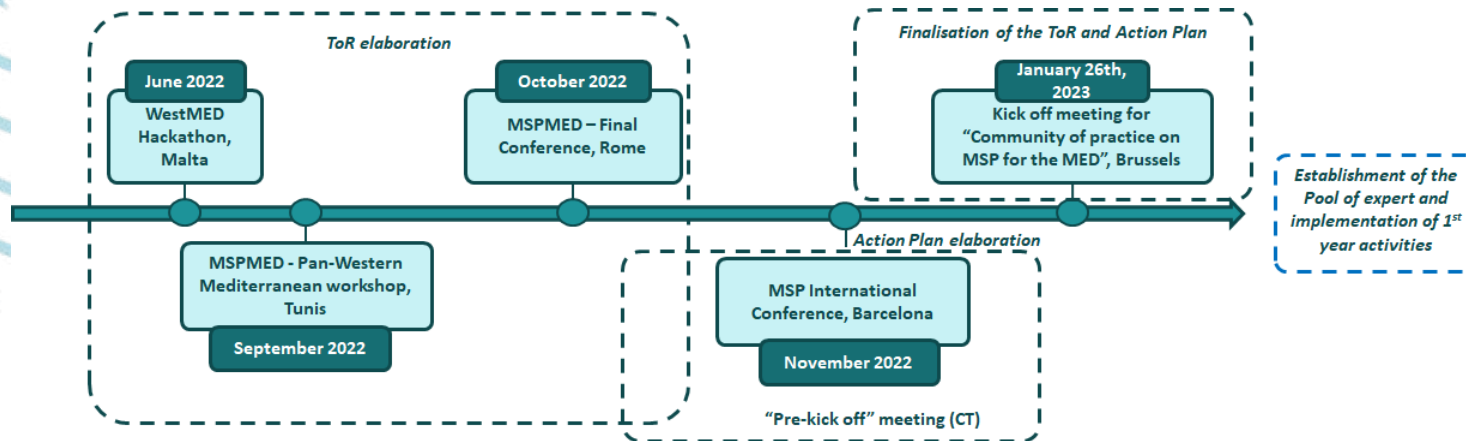 ToR elaboration
June 2022
WestMED
Hackathon,
Malta
MSPMED - Pan-Western
Mediterranean workshop,
Tunis
September 2022
October 2022
MSPMED – Final
Conference, Rome
Action Plan elaboration
MSP International
Conference, Barcelona
November 2022
“Pre-kick off” meeting (CT)
Finalisation of the ToR and Action Plan
January 26th,
2023
Kick off meeting for
“Community of practice on
MSP for the MED”, Brussels
Establishment of the
Pool of expert and
implementation of 1st
year activities